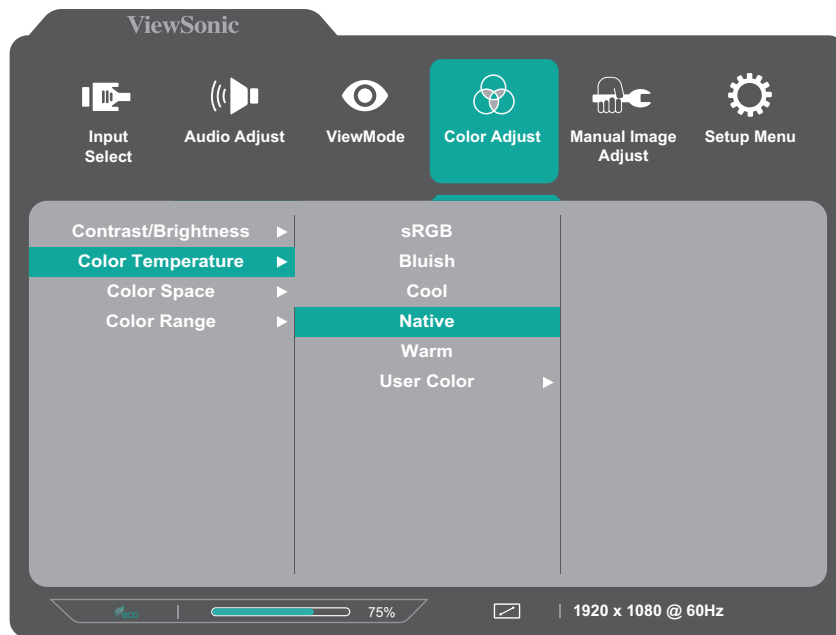 ViewSonic
Input Select
Audio Adjust
ViewMode
Color Adjust
Manual Image Adjust
Setup Menu
Contrast/Brightness
Color Temperature
Color Space
Color Range
sRGB
Bluish
Cool
Native
Warm
User Color
eco | 75% | 1920 x 1080 @ 60Hz